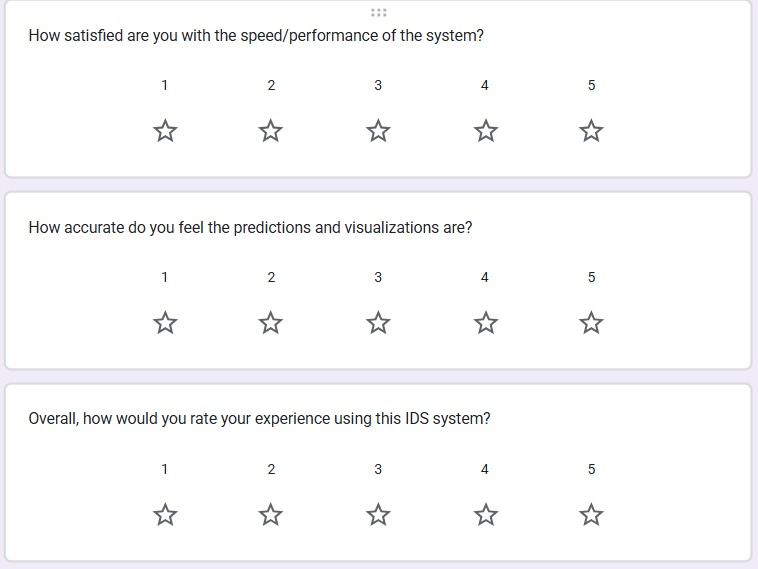 How satisfied are you with the speed/performance of the system?
1 2 3 4 5
How accurate do you feel the predictions and visualizations are?
1 2 3 4 5
Overall, how would you rate your experience using this IDS system?
1 2 3 4 5